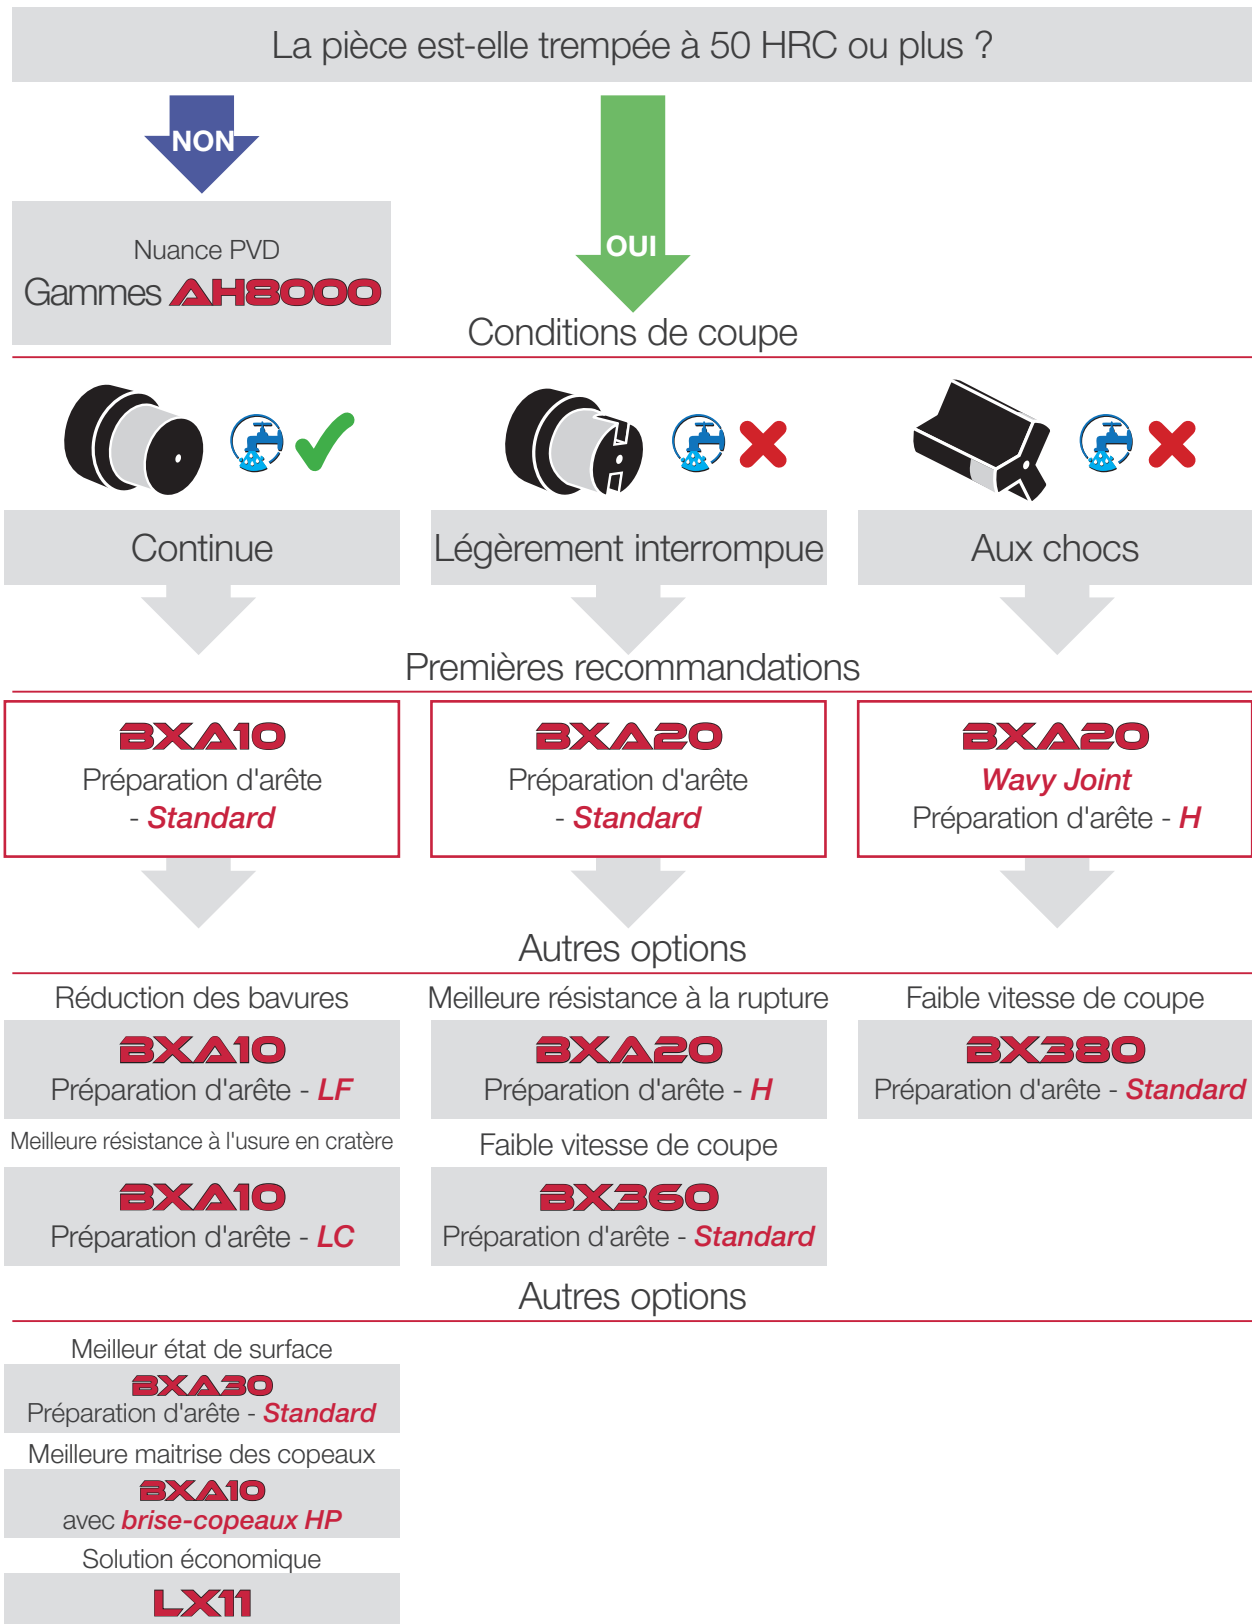 La pièce est-elle trempée à 50 HRC ou plus ?
NON
OUI
Nuance PVD
Gammes AH8000
Conditions de coupe
Continue
Légèrement interrompue
Aux chocs
Premières recommandations
BXA10
Préparation d'arête
- Standard
BXA20
Préparation d'arête
- Standard
BXA20
Wavy Joint
Préparation d'arête - H
Autres options
Réduction des bavures
BXA10
Préparation d'arête - LF
Meilleure résistance à l'usure en cratère
BXA10
Préparation d'arête - LC
Meilleure résistance à la rupture
BXA20
Préparation d'arête - H
Faible vitesse de coupe
BX360
Préparation d'arête - Standard
Faible vitesse de coupe
BX380
Préparation d'arête - Standard
Autres options
Meilleur état de surface
BXA30
Préparation d'arête - Standard
Meilleure maitrise des copeaux
BXA10
avec brise-copeaux HP
Solution économique
LX11